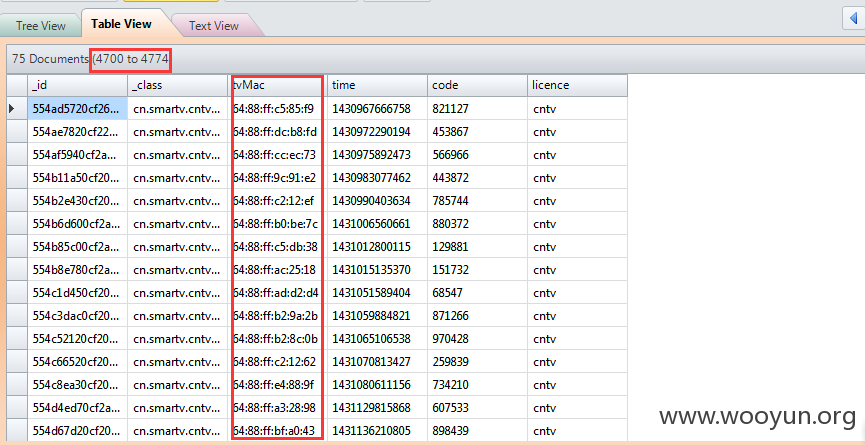 Tree View Table View Text View
75 Documents (4700 to 4774)
_id _class tvMac time code licence
554ad5720cf26... cn.smartv.cntv... 64:88:ff:c5:85:f9 1430967666758 821127 cntv
554ae7820cf22... cn.smartv.cntv... 64:88:ff:dc:b8:fd 1430972290194 453867 cntv
554af5940cf2a... cn.smartv.cntv... 64:88:ff:cc:ec:73 1430975892473 566966 cntv
554b11a50cf20... cn.smartv.cntv... 64:88:ff:9c:91:e2 1430983077462 443872 cntv
554b2e430cf20... cn.smartv.cntv... 64:88:ff:c2:12:ef 1430990403634 785744 cntv
554b6d600cf2a... cn.smartv.cntv... 64:88:ff:b0:be:7c 1431006560661 880372 cntv
554b85c00cf2a... cn.smartv.cntv... 64:88:ff:c5:db:38 1431012800115 129881 cntv
554b8e780cf2a... cn.smartv.cntv... 64:88:ff:ac:25:18 1431015135370 151732 cntv
554c1d450cf20... cn.smartv.cntv... 64:88:ff:ad:d2:d4 1431051589404 68547 cntv
554c3dac0cf20... cn.smartv.cntv... 64:88:ff:b2:9a:2b 1431059884821 871266 cntv
554c52120cf20... cn.smartv.cntv... 64:88:ff:b2:8c:0b 1431065106538 970428 cntv
554c66520cf20... cn.smartv.cntv... 64:88:ff:c2:12:62 1431070813427 259839 cntv
554c8ea30cf20... cn.smartv.cntv... 64:88:ff:e4:88:9f 1431080611156 734210 cntv
554d4ed70cf2a... cn.smartv.cntv... 64:88:ff:a3:28:98 1431129815868 607533 cntv
554d67d20cf20... cn.smartv.cntv... 64:88:ff:bf:a0:43 1431136210805 898439 cntv
www.wooyun.org